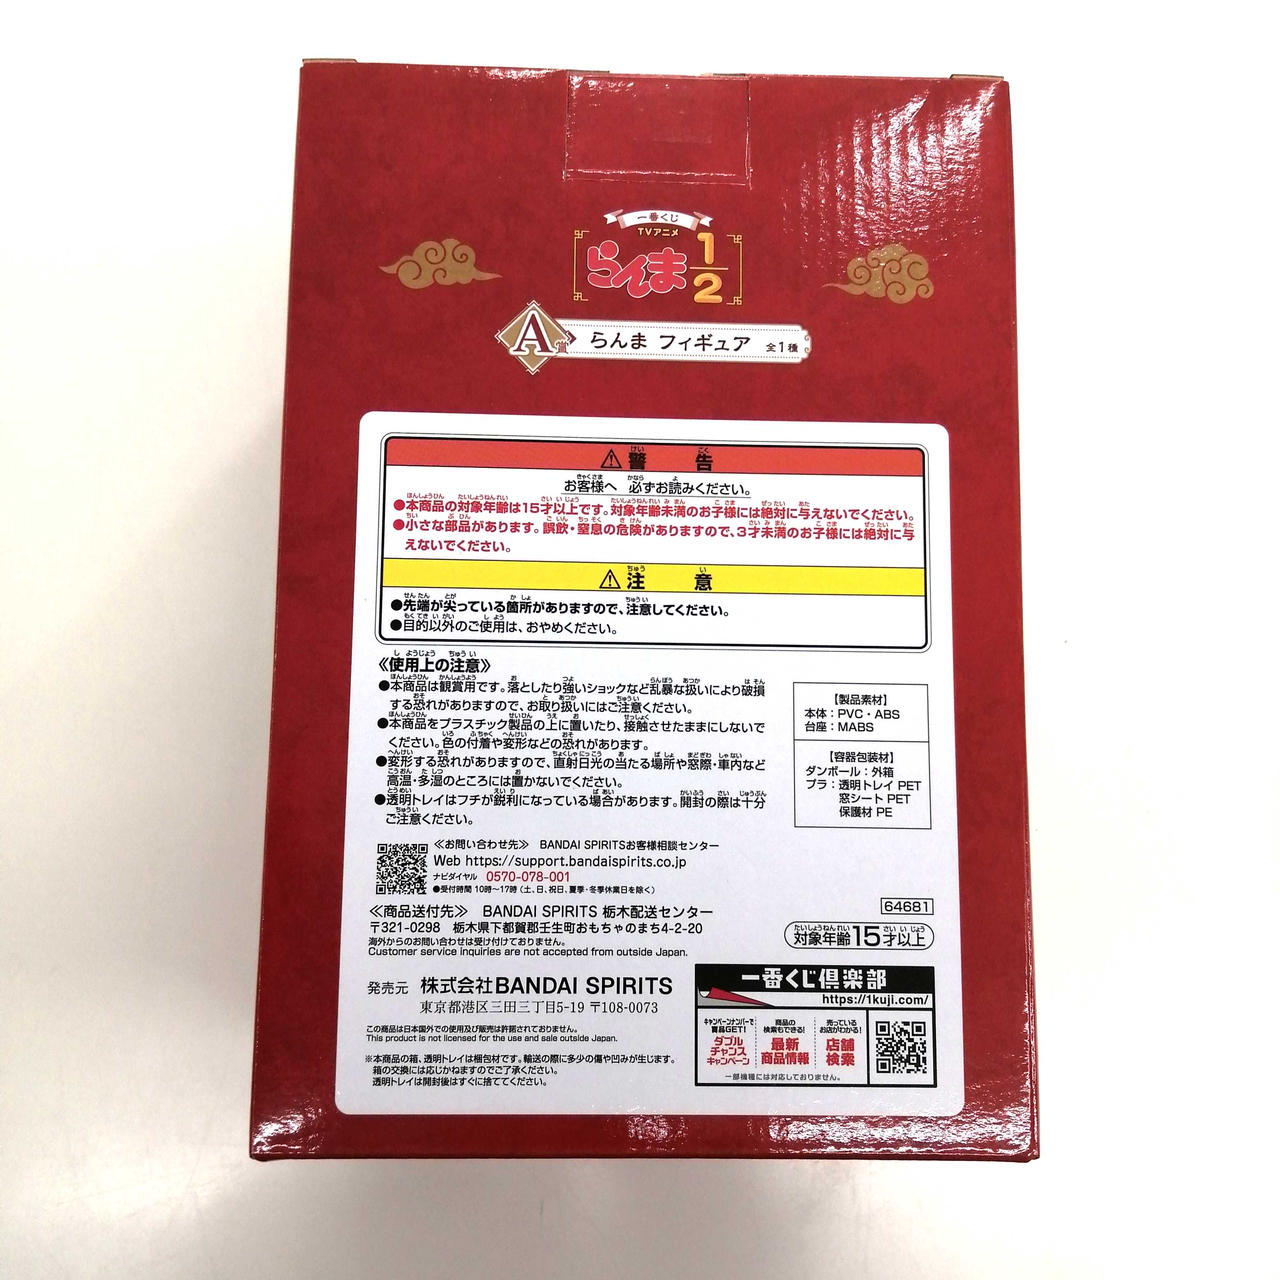 一番くじ
TVアニメ
らんま1/2
A賞 らんま フィギュア 全1種
⚠警告
お客様へ 必ずお読みください。
●本商品の対象年齢は15才以上です。対象年齢未満のお子様には絶対に与えないでください。
●小さな部品があります。誤飲・窒息の危険がありますので、3才未満のお子様には絶対に与
えないでください。
⚠注意
●先端が尖っている箇所がありますので、注意してください。
●目的以外のご使用は、おやめください。
《使用上の注意》
●本商品は観賞用です。落としたり強いショックなど乱暴な扱いにより破損
する恐れがありますので、お取り扱いにはご注意ください。
●本商品をプラスチック製品の上に置いたり、接触させたままにしないで
ください。色の付着や変形などの恐れがあります。
●変形する恐れがありますので、直射日光の当たる場所や窓際・車内など
高温・多湿のところには置かないでください。
●透明トレイはフチが鋭利になっている場合があります。開封の際は十分
ご注意ください。
【製品素材】
本体：PVC・ABS
台座：MABS
【容器包装材】
ダンボール：外箱
プラ：透明トレイ PET
窓シート PET
保護材 PE
≪お問い合わせ先≫ BANDAI SPIRITSお客様相談センター
Web https://support.bandaispirits.co.jp
ナビダイヤル 0570-078-001
●受付時間 10時～17時（土、日、祝日、夏季・冬季休業日を除く）
≪商品送付先≫ BANDAI SPIRITS 栃木配送センター
〒321-0298 栃木県下都賀郡壬生町おもちゃのまち4-2-20
海外からのお問い合わせは受け付けておりません。
Customer service inquiries are not accepted from outside Japan.
64681
対象年齢15才以上
発売元 株式会社BANDAI SPIRITS
東京都港区三田三丁目5-19 〒108-0073
この商品は日本国外での使用及び販売は許諾されておりません。
This product is not licensed for the use and sale outside Japan.
※本商品の箱、透明トレイは梱包材です。輸送の際に多少の傷や凹みが生じます。
箱の交換には応じかねますのでご了承ください。
透明トレイは開封後はすぐに捨ててください。
一番くじ倶楽部
https://1kuji.com/
キャンペーンナンバーで
賞品GET!
ダブル
チャンス
キャンペーン
商品の
検索もできる!
最新
商品情報
売っている
お店がわかる!
店舗
検索
一部機種には対応しておりません。